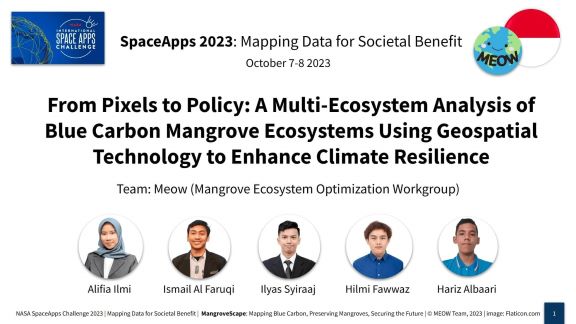 INTERNATIONAL
SPACE APPS
CHALLENGE
SpaceApps 2023: Mapping Data for Societal Benefit
October 7-8 2023
MEOW
From Pixels to Policy: A Multi-Ecosystem Analysis of
Blue Carbon Mangrove Ecosystems Using Geospatial
Technology to Enhance Climate Resilience
Team: Meow (Mangrove Ecosystem Optimization Workgroup)
Alifia Ilmi
Ismail Al Faruqi
Ilyas Syiraaj
Hilmi Fawwaz
Hariz Albaari
NASA SpaceApps Challenge 2023 | Mapping Data for Societal Benefit | MangroveScape: Mapping Blue Carbon, Preserving Mangroves, Securing the Future | © MEOW Team, 2023 | image: Flaticon.com
1